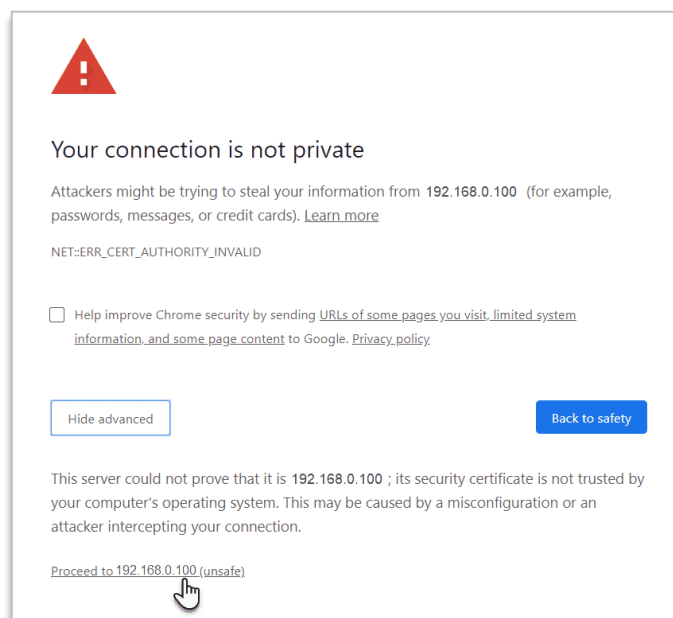 Your connection is not private
Attackers might be trying to steal your information from 192.168.0.100 (for example,
passwords, messages, or credit cards). Learn more
NET::ERR_CERT_AUTHORITY_INVALID
Help improve Chrome security by sending URLs of some pages you visit, limited system
information, and some page content to Google. Privacy policy
Hide advanced
Back to safety
This server could not prove that it is 192.168.0.100 ; its security certificate is not trusted by
your computer's operating system. This may be caused by a misconfiguration or an
attacker intercepting your connection.
Proceed to 192.168.0.100 (unsafe)